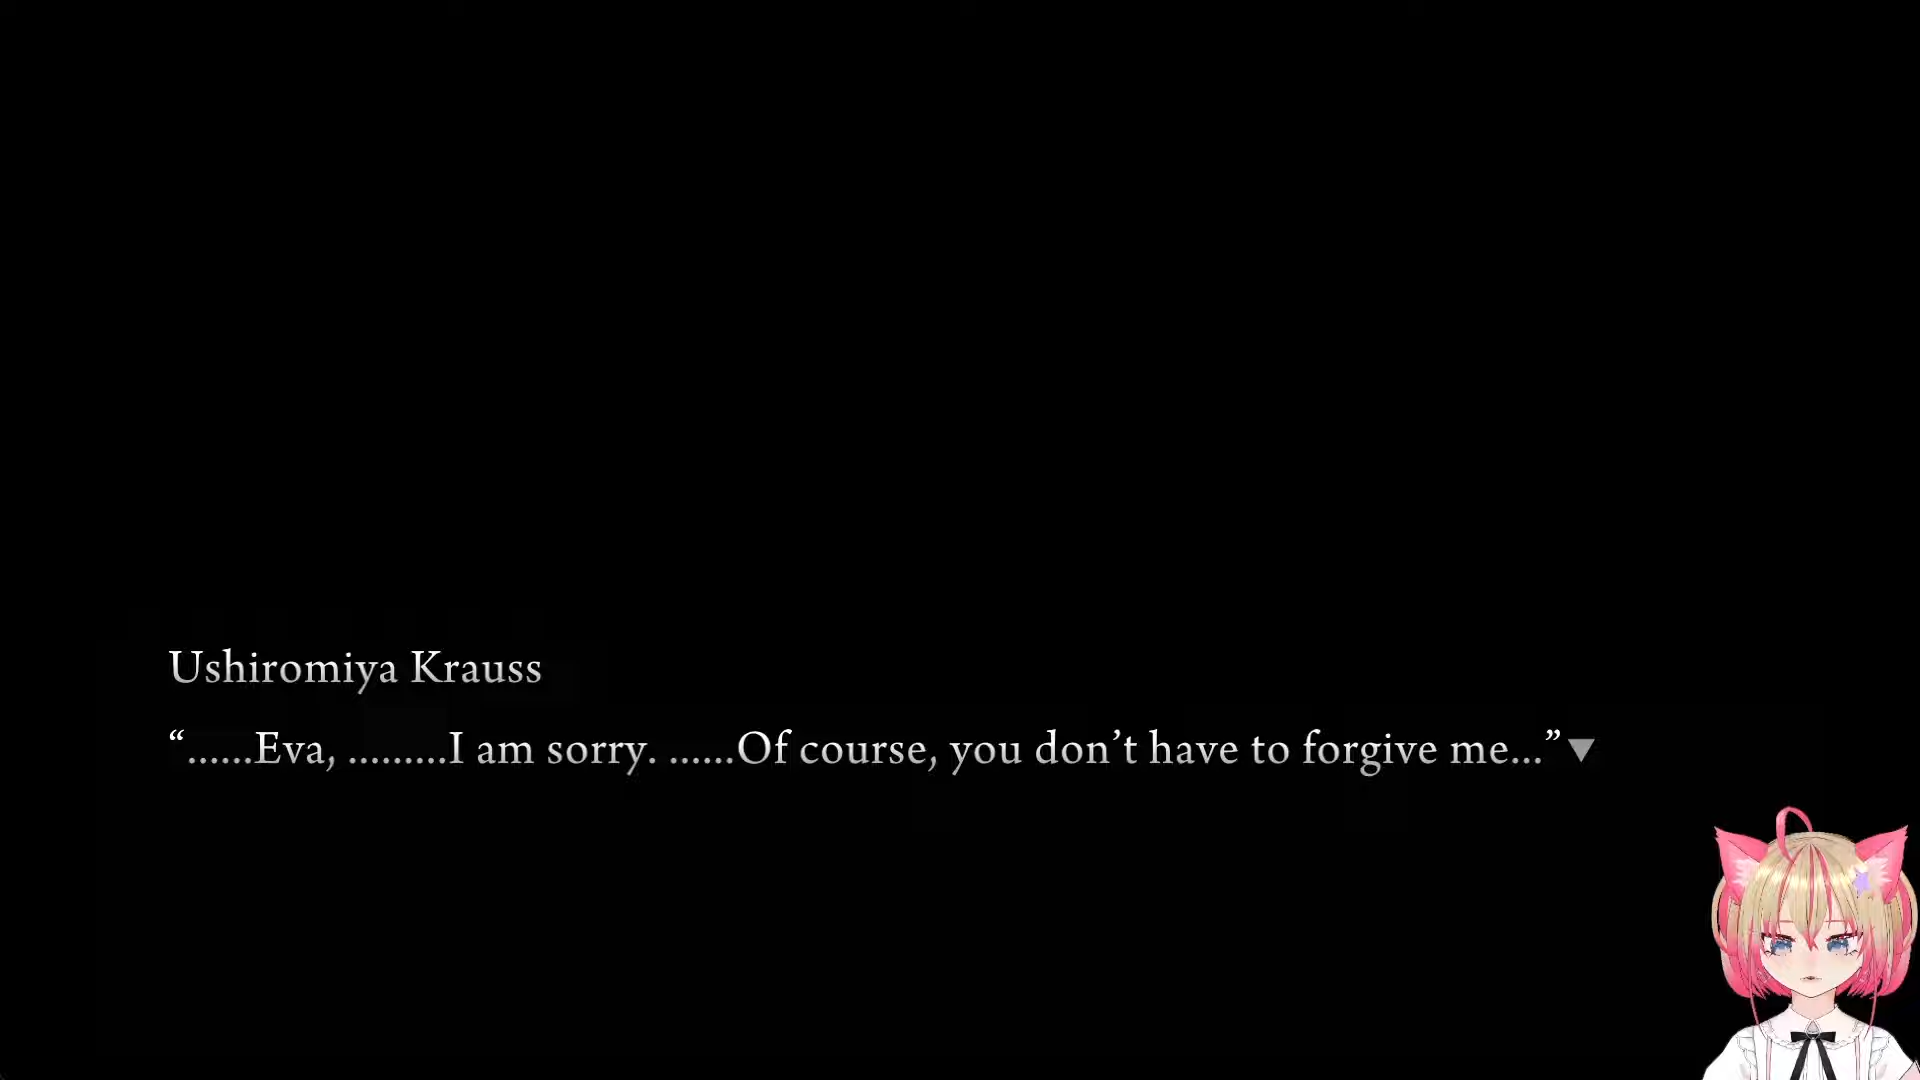 Ushiromiya Krauss
“......Eva, .........I am sorry. ......Of course, you don’t have to forgive me...”